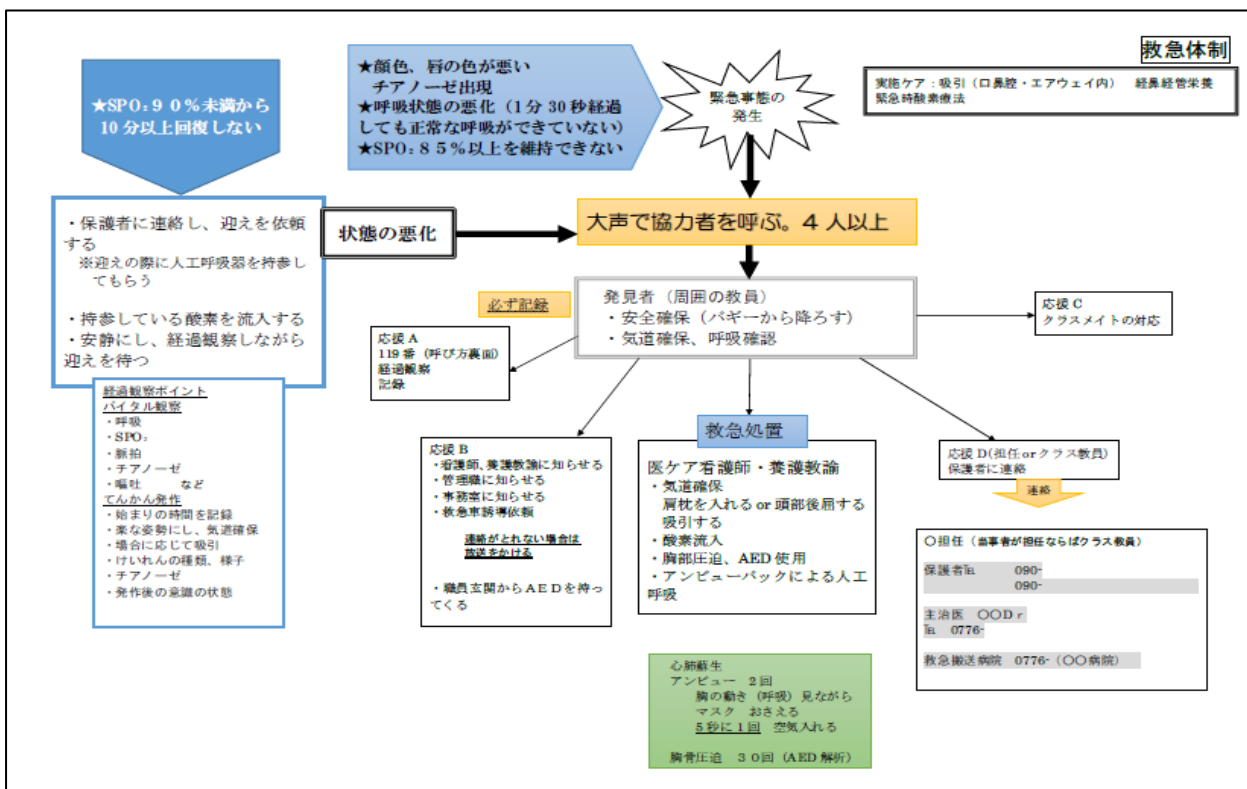 救急体制
実施ケア：吸引（口鼻腔・エアウェイ内）　経鼻経管栄養
緊急時酸素療法
★SPO₂９０％未満から
10分以上回復しない
★顔色、唇の色が悪い
チアノーゼ出現
★呼吸状態の悪化（1分30秒経過
しても正常な呼吸ができていない）
★SPO₂８５％以上を維持できない
緊急事態の
発生
・保護者に連絡し、迎えを依頼
する
※迎えの際に人工呼吸器を持参し
てもらう
・持参している酸素を流入する
・安静にし、経過観察しながら
迎えを待つ
状態の悪化
大声で協力者を呼ぶ。４人以上
必ず記録
発見者（周囲の教員）
・安全確保（バギーから降ろす）
・気道確保、呼吸確認
応援C
クラスメイトの対応
応援A
119番（呼び方裏面）
経過観察
記録
経過観察ポイント
バイタル観察
・呼吸
・SPO₂
・脈拍
・チアノーゼ
・嘔吐　など
てんかん発作
・始まりの時間を記録
・楽な姿勢にし、気道確保
・場合に応じて吸引
・けいれんの種類、様子
・チアノーゼ
・発作後の意識の状態
応援B
・看護師、養護教諭に知らせる
・管理職に知らせる
・事務室に知らせる
・救急車誘導依頼
連絡がとれない場合は
放送をかける
・職員玄関からＡＥＤを持っ
てくる
救急処置
医ケア看護師・養護教諭
・気道確保
肩枕を入れる or 頭部後屈する
吸引する
・酸素流入
・胸部圧迫、AED使用
・アンビューバックによる人工
呼吸
応援D(担任orクラス教員)
保護者に連絡
連絡
〇担任（当事者が担任ならばクラス教員）
保護者℡　090-
090-
主治医　〇〇Dｒ
℡　0776-
救急搬送病院　0776-（〇〇病院）
心肺蘇生
アンビュー　2回
胸の動き（呼吸）見ながら
マスク　おさえる
5秒に1回　空気入れる
胸骨圧迫　３０回（AED解析）